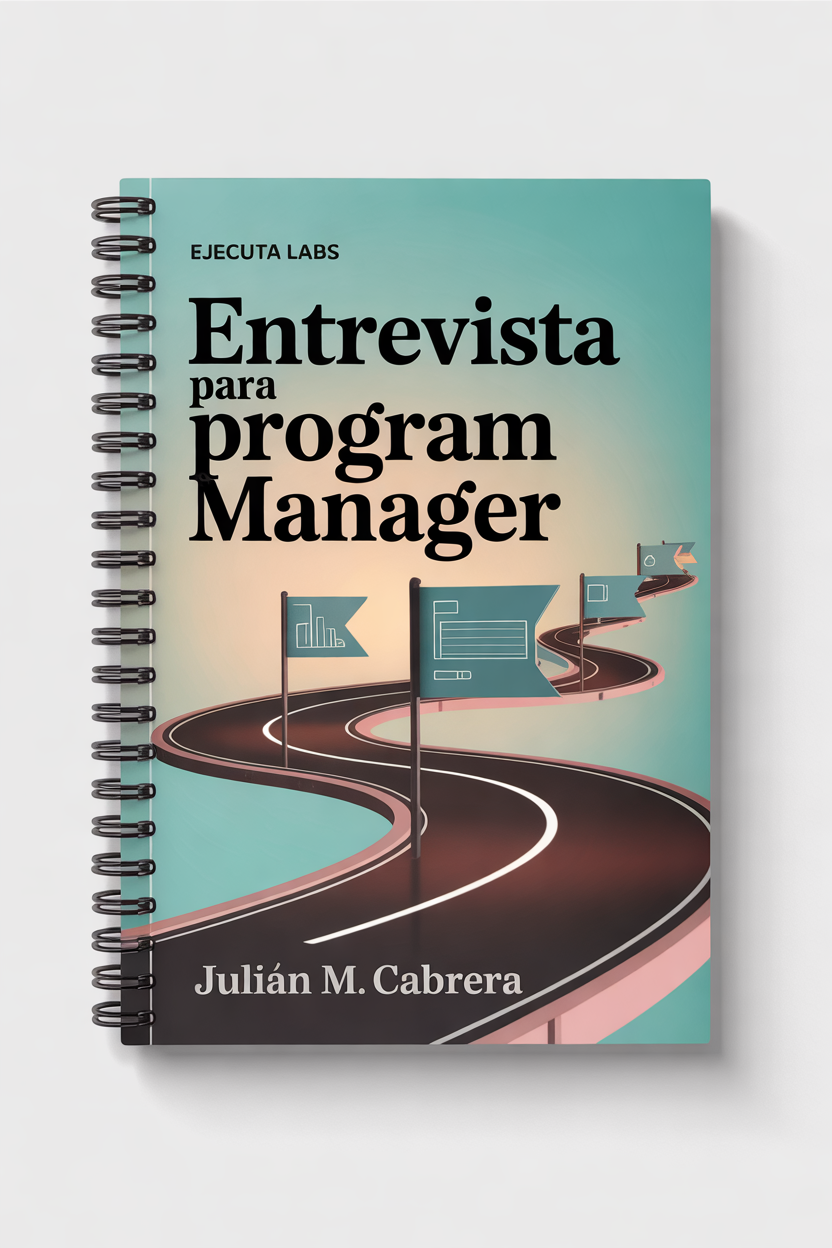 EJECUTA LABS
Entrevista
para
program
Manager
Julián M. Cabrera